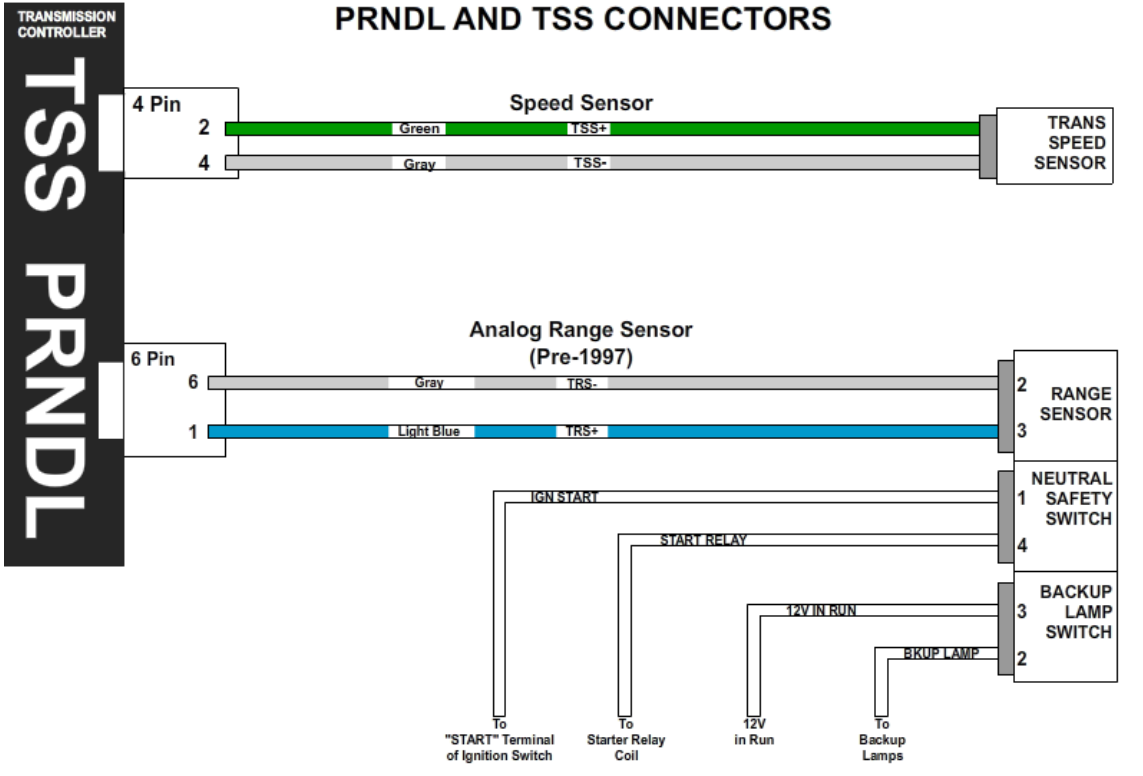 TRANSMISSION
CONTROLLER
PRNDL AND TSS CONNECTORS
TSS PRNDL
4 Pin
Speed Sensor
2
Green
TSS+
4
Gray
TSS-
TRANS
SPEED
SENSOR
Analog Range Sensor
(Pre-1997)
6 Pin
6
Gray
TRS-
2
1
Light Blue
TRS+
3
RANGE
SENSOR
NEUTRAL
SAFETY
SWITCH
IGN START
1
START RELAY
4
BACKUP
LAMP
SWITCH
12V IN RUN
3
BKUP LAMP
2
To
"START" Terminal
of Ignition Switch
To
Starter Relay
Coil
12V
in Run
To
Backup
Lamps